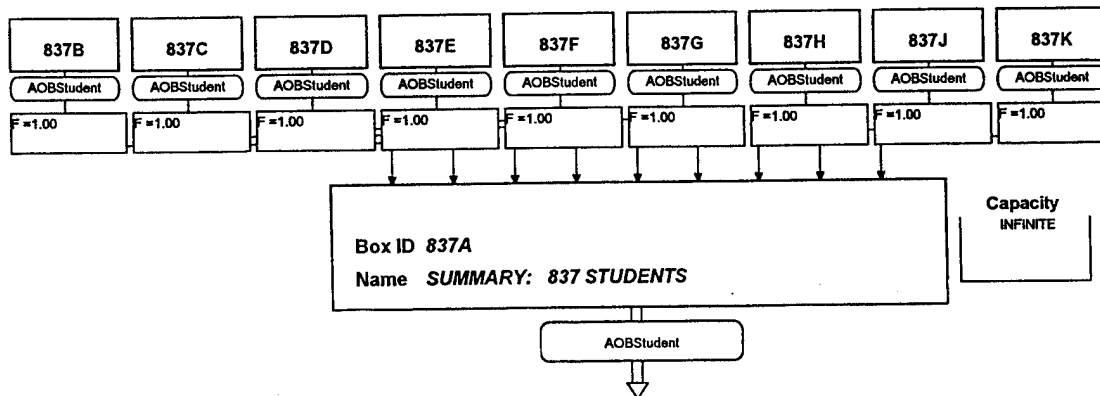 837B 837C 837D 837E 837F 837G 837H 837J 837K
AOBStudent AOBStudent AOBStudent AOBStudent AOBStudent AOBStudent AOBStudent AOBStudent AOBStudent
F =1.00 F =1.00 F =1.00 F =1.00 F =1.00 F =1.00 F =1.00 F =1.00 F =1.00
Capacity
INFINITE
Box ID 837A
Name SUMMARY: 837 STUDENTS
AOBStudent